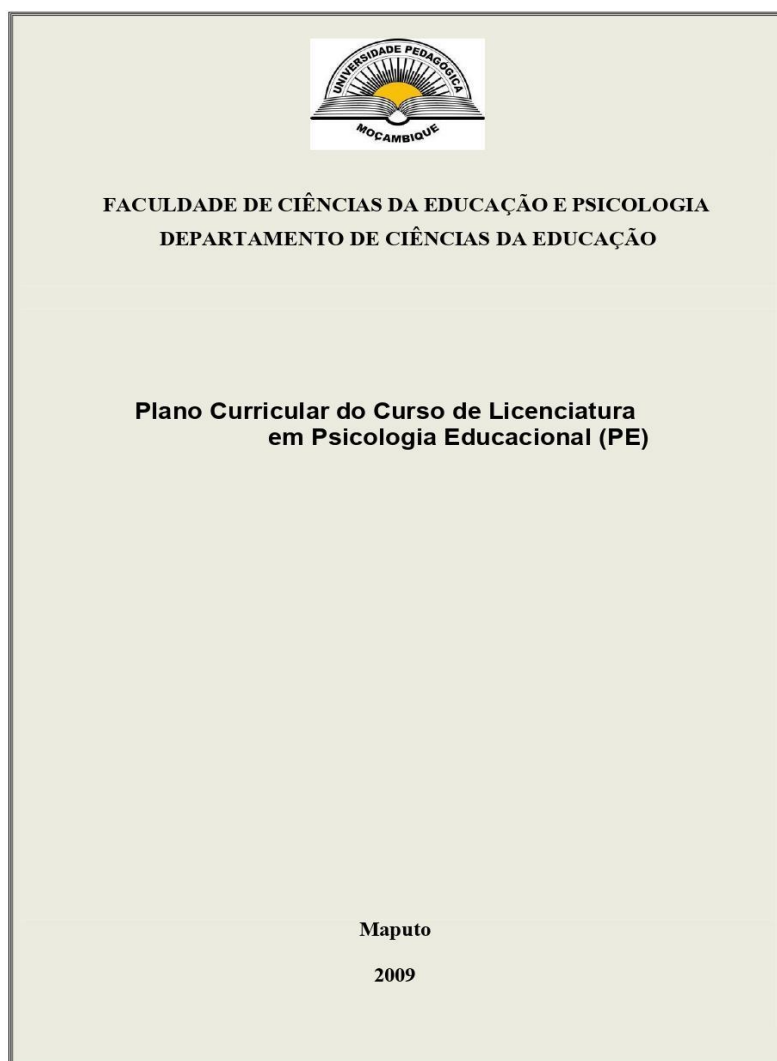 UNIVERSIDADE PEDAGÓGICA
MOÇAMBIQUE
FACULDADE DE CIÊNCIAS DA EDUCAÇÃO E PSICOLOGIA
DEPARTAMENTO DE CIÊNCIAS DA EDUCAÇÃO
Plano Curricular do Curso de Licenciatura
em Psicologia Educacional (PE)
Maputo
2009